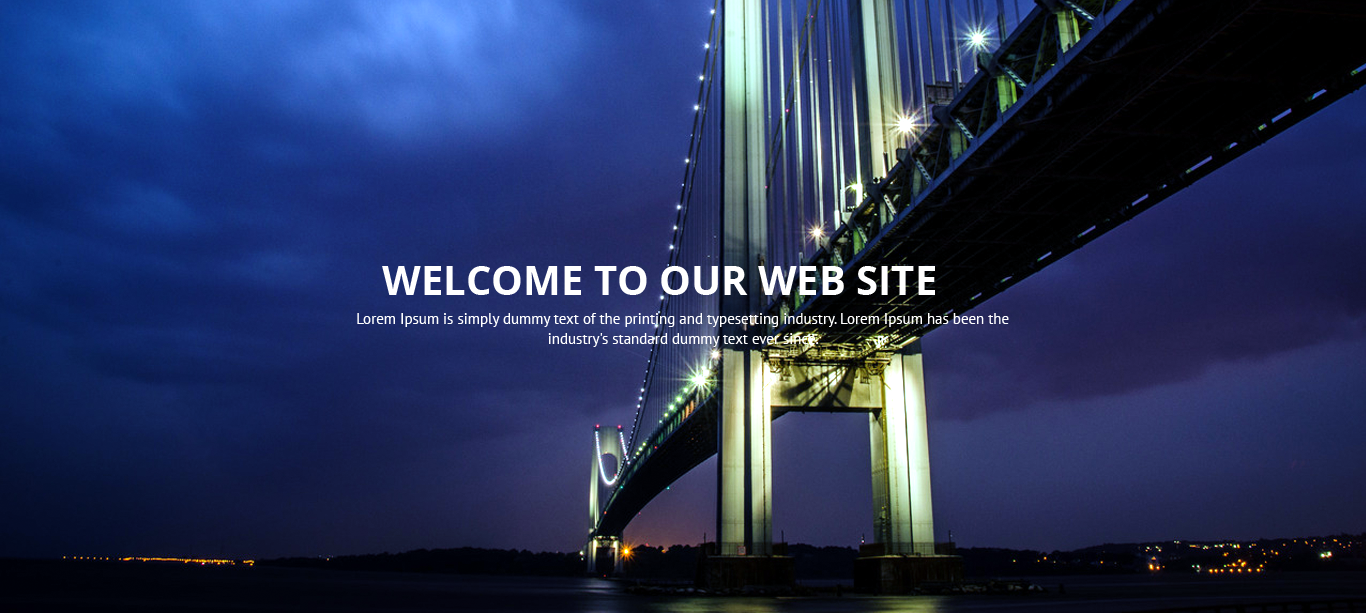 WELCOME TO OUR WEB SITE
Lorem Ipsum is simply dummy text of the printing and typesetting industry. Lorem Ipsum has been the
industry's standard dummy text ever since.